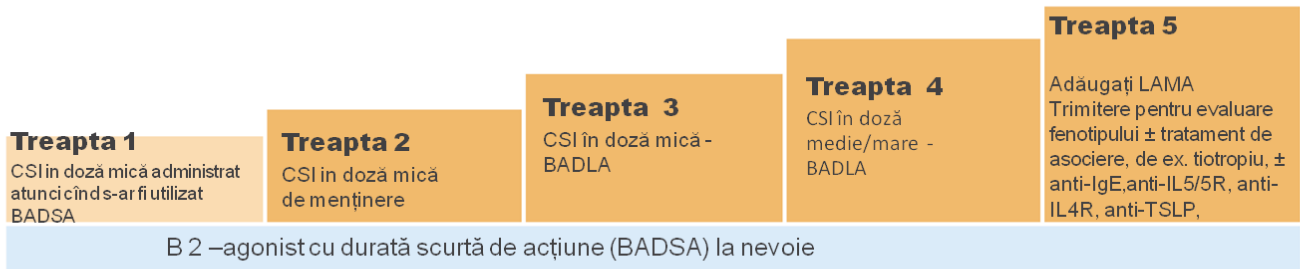 Treapta 1
CSI in doză mică administrat
atunci cînd s-ar fi utilizat
BADSA
Treapta 2
CSI in doză mică
de menținere
Treapta 3
CSI în doză mică -
BADLA
Treapta 4
CSI în doză
medie/mare -
BADLA
Treapta 5
Adăugați LAMA
Trimitere pentru evaluare
fenotipului ± tratament de
asociere, de ex. tiotropiu, ±
anti-IgE,anti-IL5/5R, anti-
IL4R, anti-TSLP,
B 2 –agonist cu durată scurtă de acțiune (BADSA) la nevoie